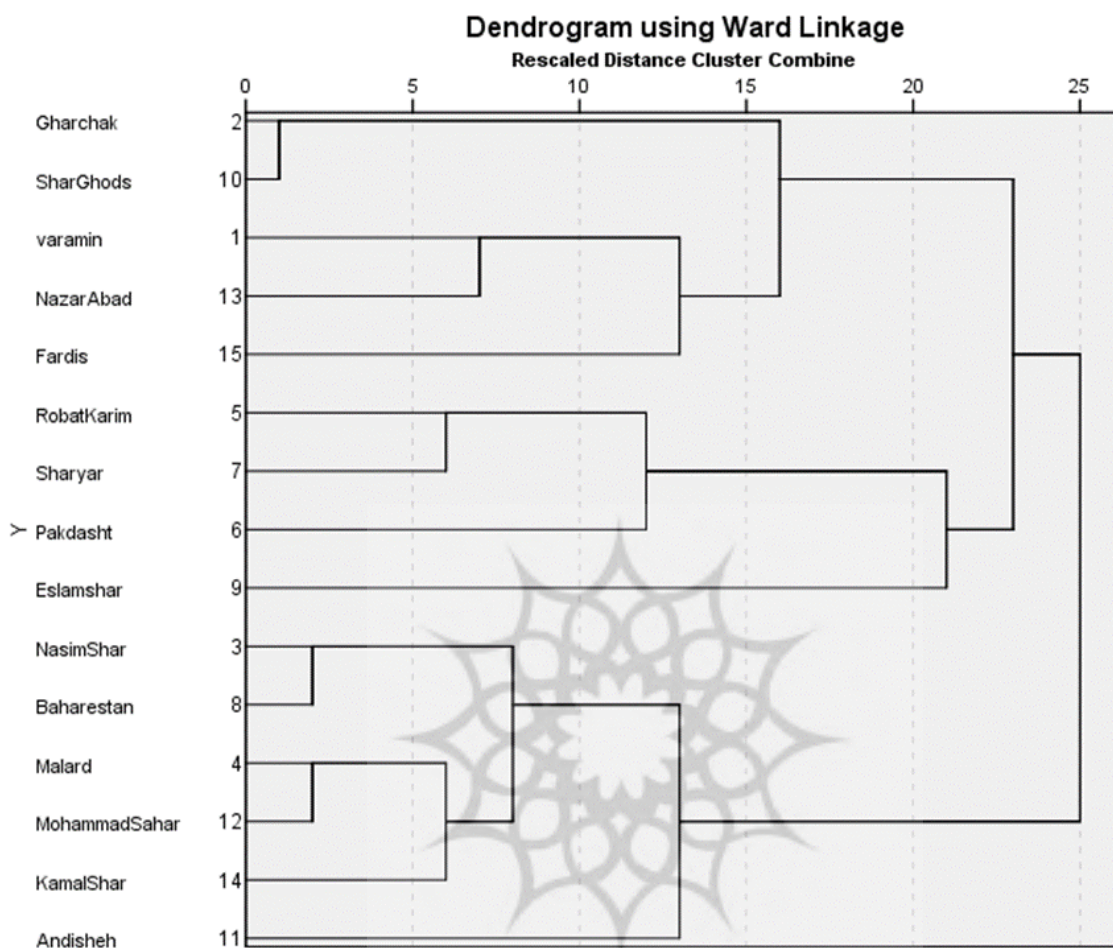 Dendrogram using Ward Linkage
Rescaled Distance Cluster Combine
0 5 10 15 20 25
Gharchak 2
SharGhods 10
varamin 1
NazarAbad 13
Fardis 15
RobatKarim 5
Sharyar 7
Y
Pakdasht 6
Eslamshar 9
NasimShar 3
Baharestan 8
Malard 4
MohammadSahar 12
KamalShar 14
Andisheh 11